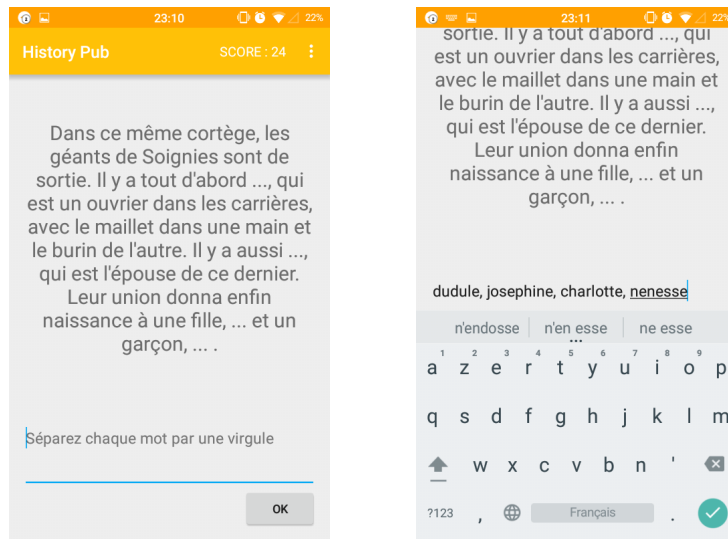 23:10
22%
History Pub
SCORE : 24
Dans ce même cortège, les
géants de Soignies sont de
sortie. Il y a tout d'abord ..., qui
est un ouvrier dans les carrières,
avec le maillet dans une main et
le burin de l'autre. Il y a aussi ...,
qui est l'épouse de ce dernier.
Leur union donna enfin
naissance à une fille, ... et un
garçon, ... .
Séparez chaque mot par une virgule
OK
23:11
22%
sortie. Il y a tout d'abord ..., qui
est un ouvrier dans les carrières,
avec le maillet dans une main et
le burin de l'autre. Il y a aussi ...,
qui est l'épouse de ce dernier.
Leur union donna enfin
naissance à une fille, ... et un
garçon, ... .
dudule, josephine, charlotte, nenesse
n'endosse n'en esse ne esse
...
1 2 3 4 5 6 7 8 9 0
a z e r t y u i o p
q s d f g h j k l m
w x c v b n '
?123 , Français .